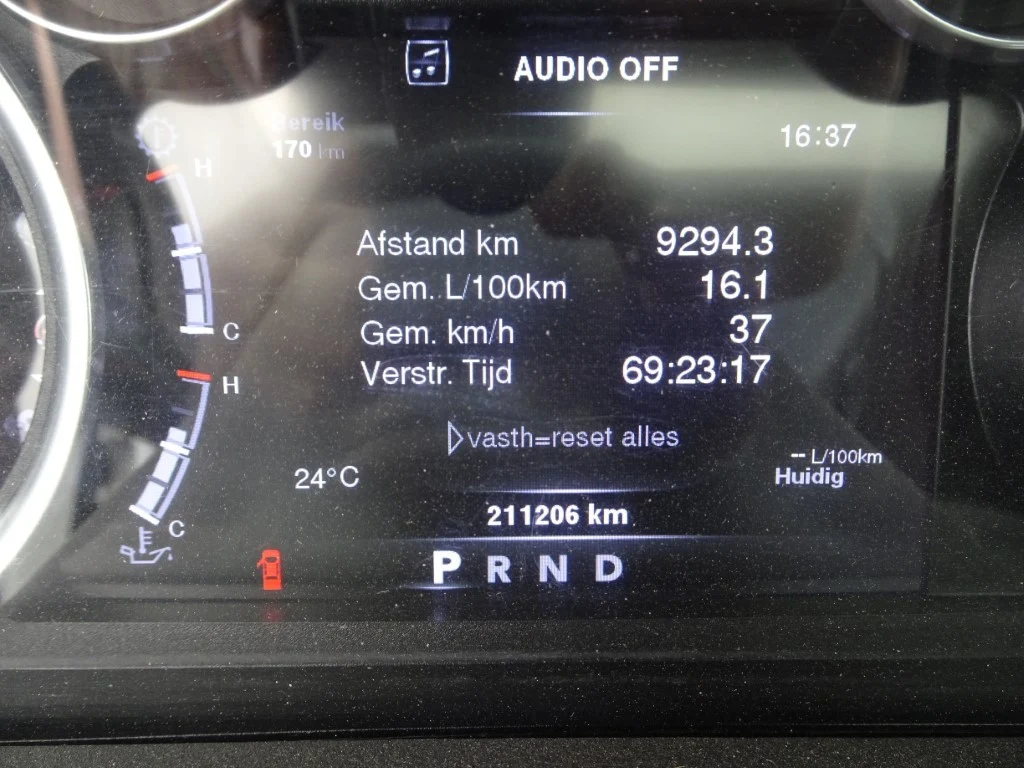 AUDIO OFF
Bereik
170 km
16:37
H
Afstand km 9294.3
Gem. L/100km 16.1
C
Gem. km/h 37
H
Verstr. Tijd 69:23:17
vasth=reset alles
-- L/100km
24°C
Huidig
211206 km
C
P R N D